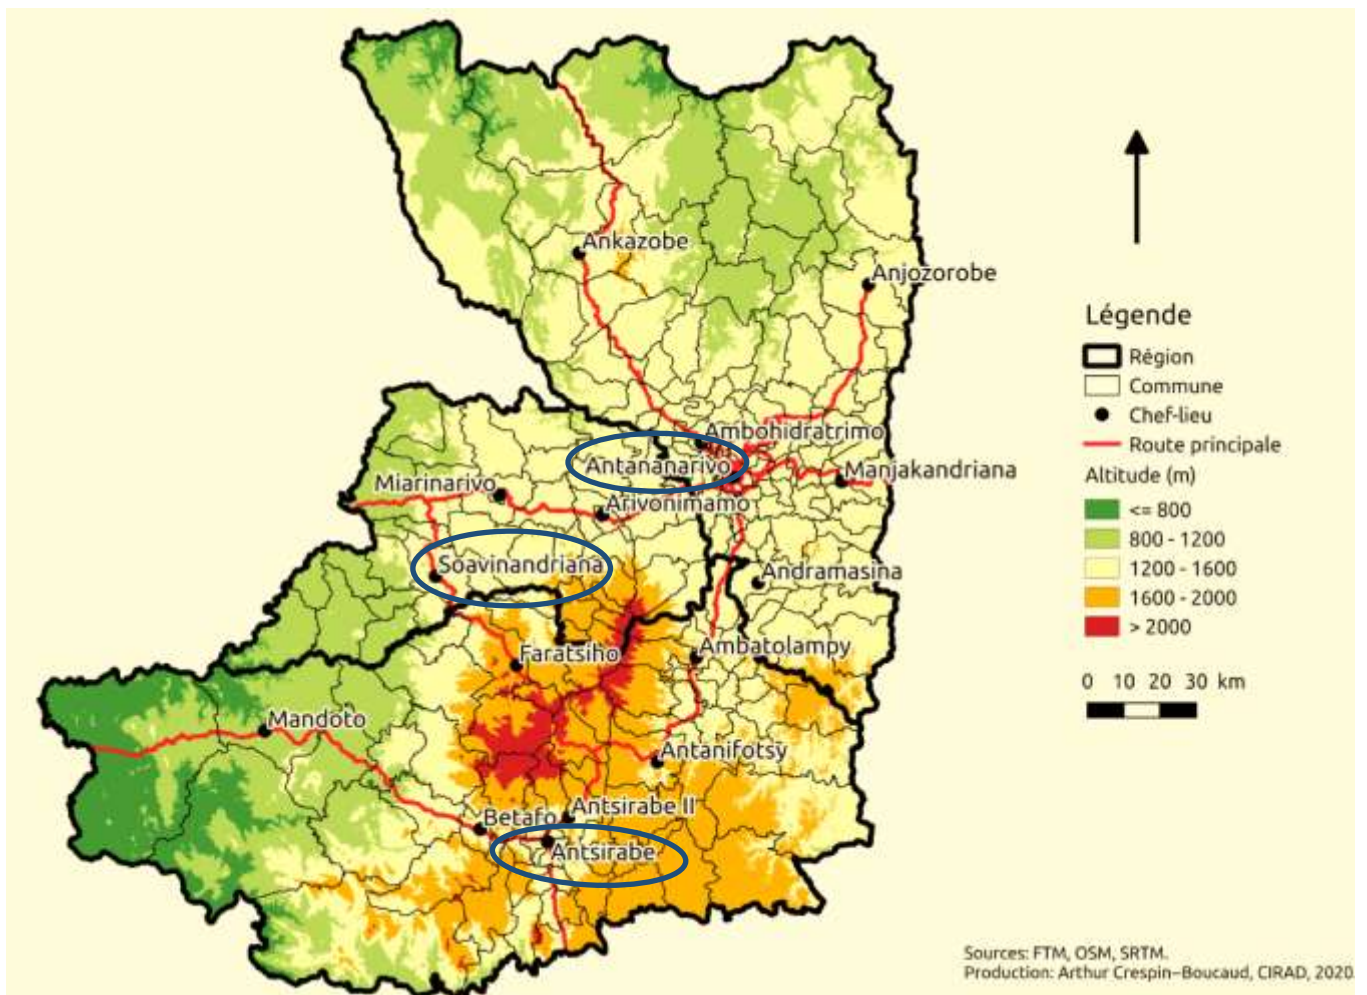 Ankazobe
Anjozorobe
Légende
Région
Commune
Chef-lieu
Route principale
Altitude (m)
<= 800
800 - 1200
1200 - 1600
1600 - 2000
> 2000
0 10 20 30 km
Ambohidratrimo
Antananarivo
Manjakandriana
Miarinarivo
Arivonimamo
Soavinandriana
Andramasina
Faratsiho
Ambatolampy
Mandoto
Antanifotsy
Antsirabe II
Betafo
Antsirabe
Sources: FTM, OSM, SRTM.
Production: Arthur Crespin–Boucaud, CIRAD, 2020